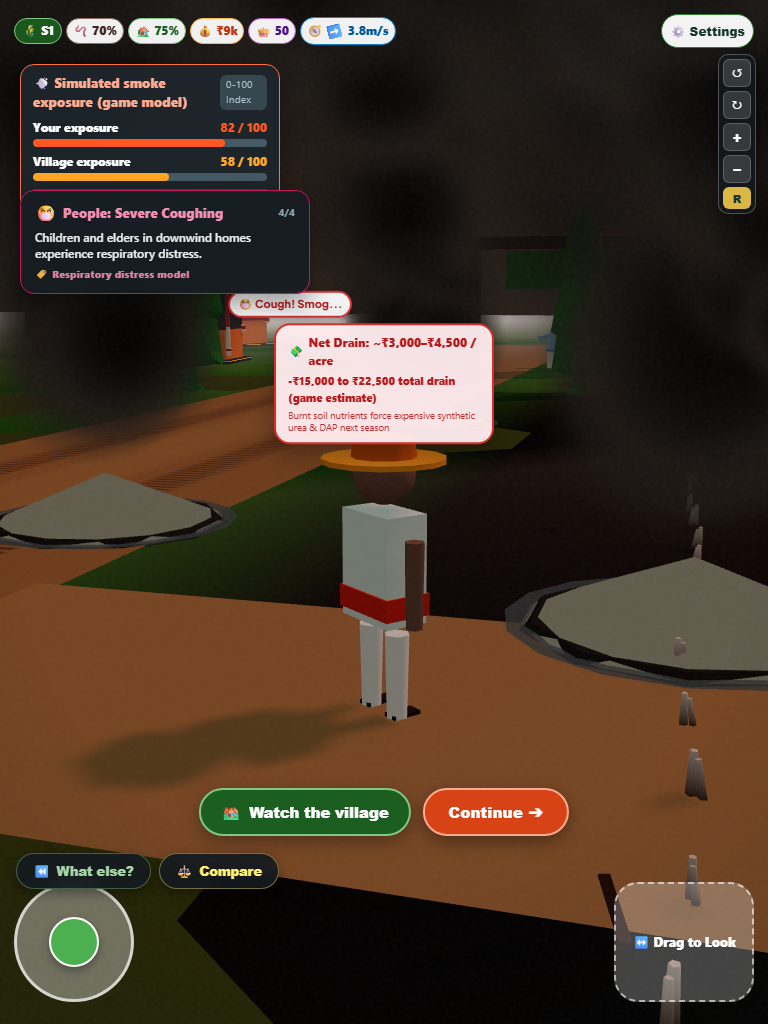 S1
70%
75%
₹9k
50
3.8m/s
Settings
Simulated smoke
exposure (game model)
0-100
Index
Your exposure
82 / 100
Village exposure
58 / 100
People: Severe Coughing
4/4
Children and elders in downwind homes
experience respiratory distress.
Respiratory distress model
Cough! Smog...
Net Drain: ~₹3,000–₹4,500 /
acre
-₹15,000 to ₹22,500 total drain
(game estimate)
Burnt soil nutrients force expensive synthetic
urea & DAP next season
↺
↻
+
−
R
Watch the village
Continue ➔
What else?
Compare
Drag to Look